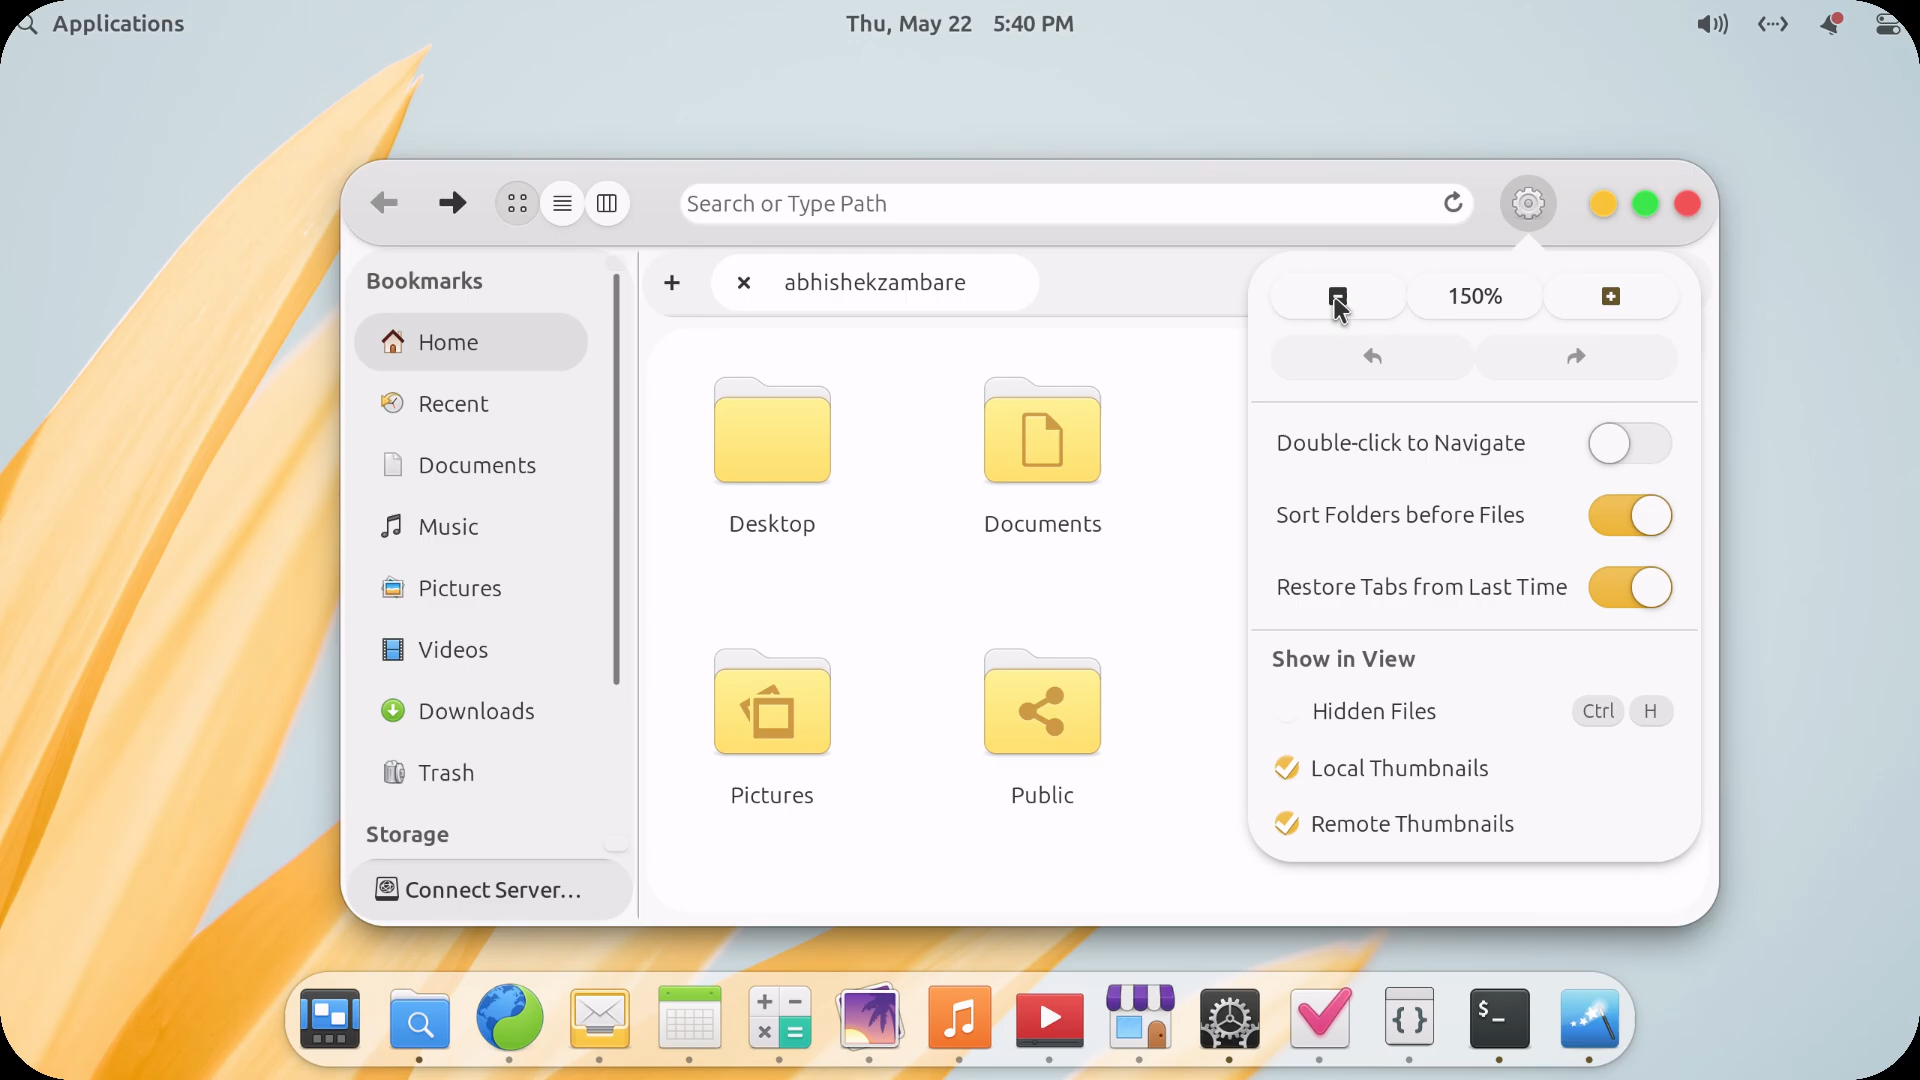 Applications
Thu, May 22 5:40 PM
Search or Type Path
Bookmarks
Home
Recent
Documents
Music
Pictures
Videos
Downloads
Trash
Storage
Connect Server...
abhishekzambare
Desktop
Documents
Pictures
Public
150%
Double-click to Navigate
Sort Folders before Files
Restore Tabs from Last Time
Show in View
Hidden Files Ctrl H
Local Thumbnails
Remote Thumbnails